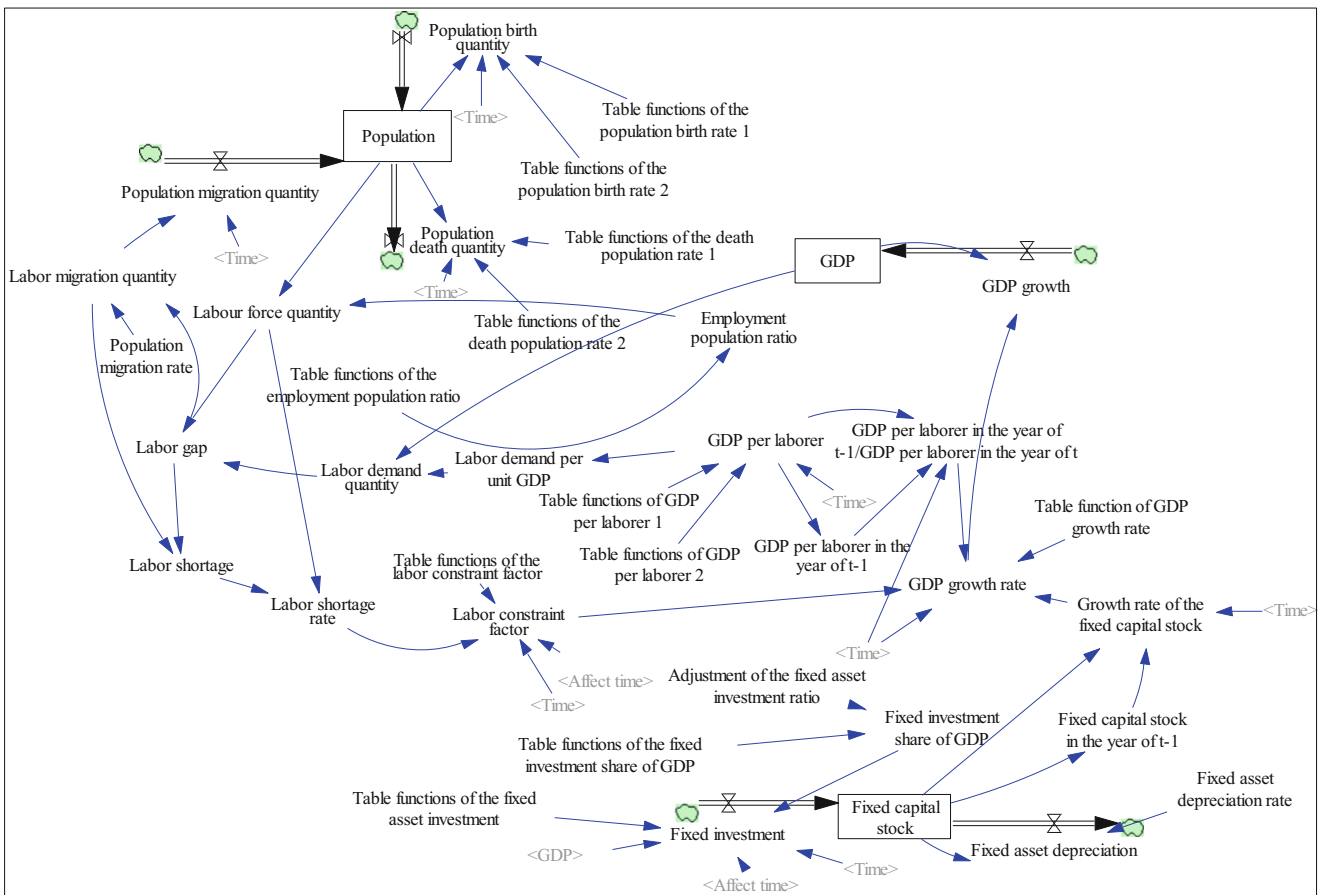 Population birth
quantity
<Time>
Table functions of the
population birth rate 1
Population
Table functions of the
population birth rate 2
Population migration quantity
<Time>
Population
death quantity
Table functions of the death
population rate 1
<Time>
GDP
GDP growth
Labor migration quantity
Labour force quantity
Population
migration rate
Table functions of the
death population rate 2
Employment
population ratio
Table functions of the
employment population ratio
Labor gap
Labor demand
quantity
Labor demand per
unit GDP
GDP per laborer
GDP per laborer in the year of
t-1/GDP per laborer in the year of t
Table functions of GDP
per laborer 1
<Time>
Table function of GDP
growth rate
Table functions of GDP
per laborer 2
GDP per laborer in the
year of t-1
Labor shortage
Table functions of the
labor constraint factor
GDP growth rate
Labor shortage
rate
Labor constraint
factor
Growth rate of the
fixed capital stock
<Time>
<Time>
<Affect time>
<Time>
Adjustment of the fixed asset
investment ratio
Fixed investment
share of GDP
Fixed capital stock
in the year of t-1
Table functions of the fixed
investment share of GDP
Fixed asset
depreciation rate
Table functions of the fixed
asset investment
Fixed capital
stock
Fixed investment
<GDP>
Fixed asset depreciation
<Time>
<Affect time>